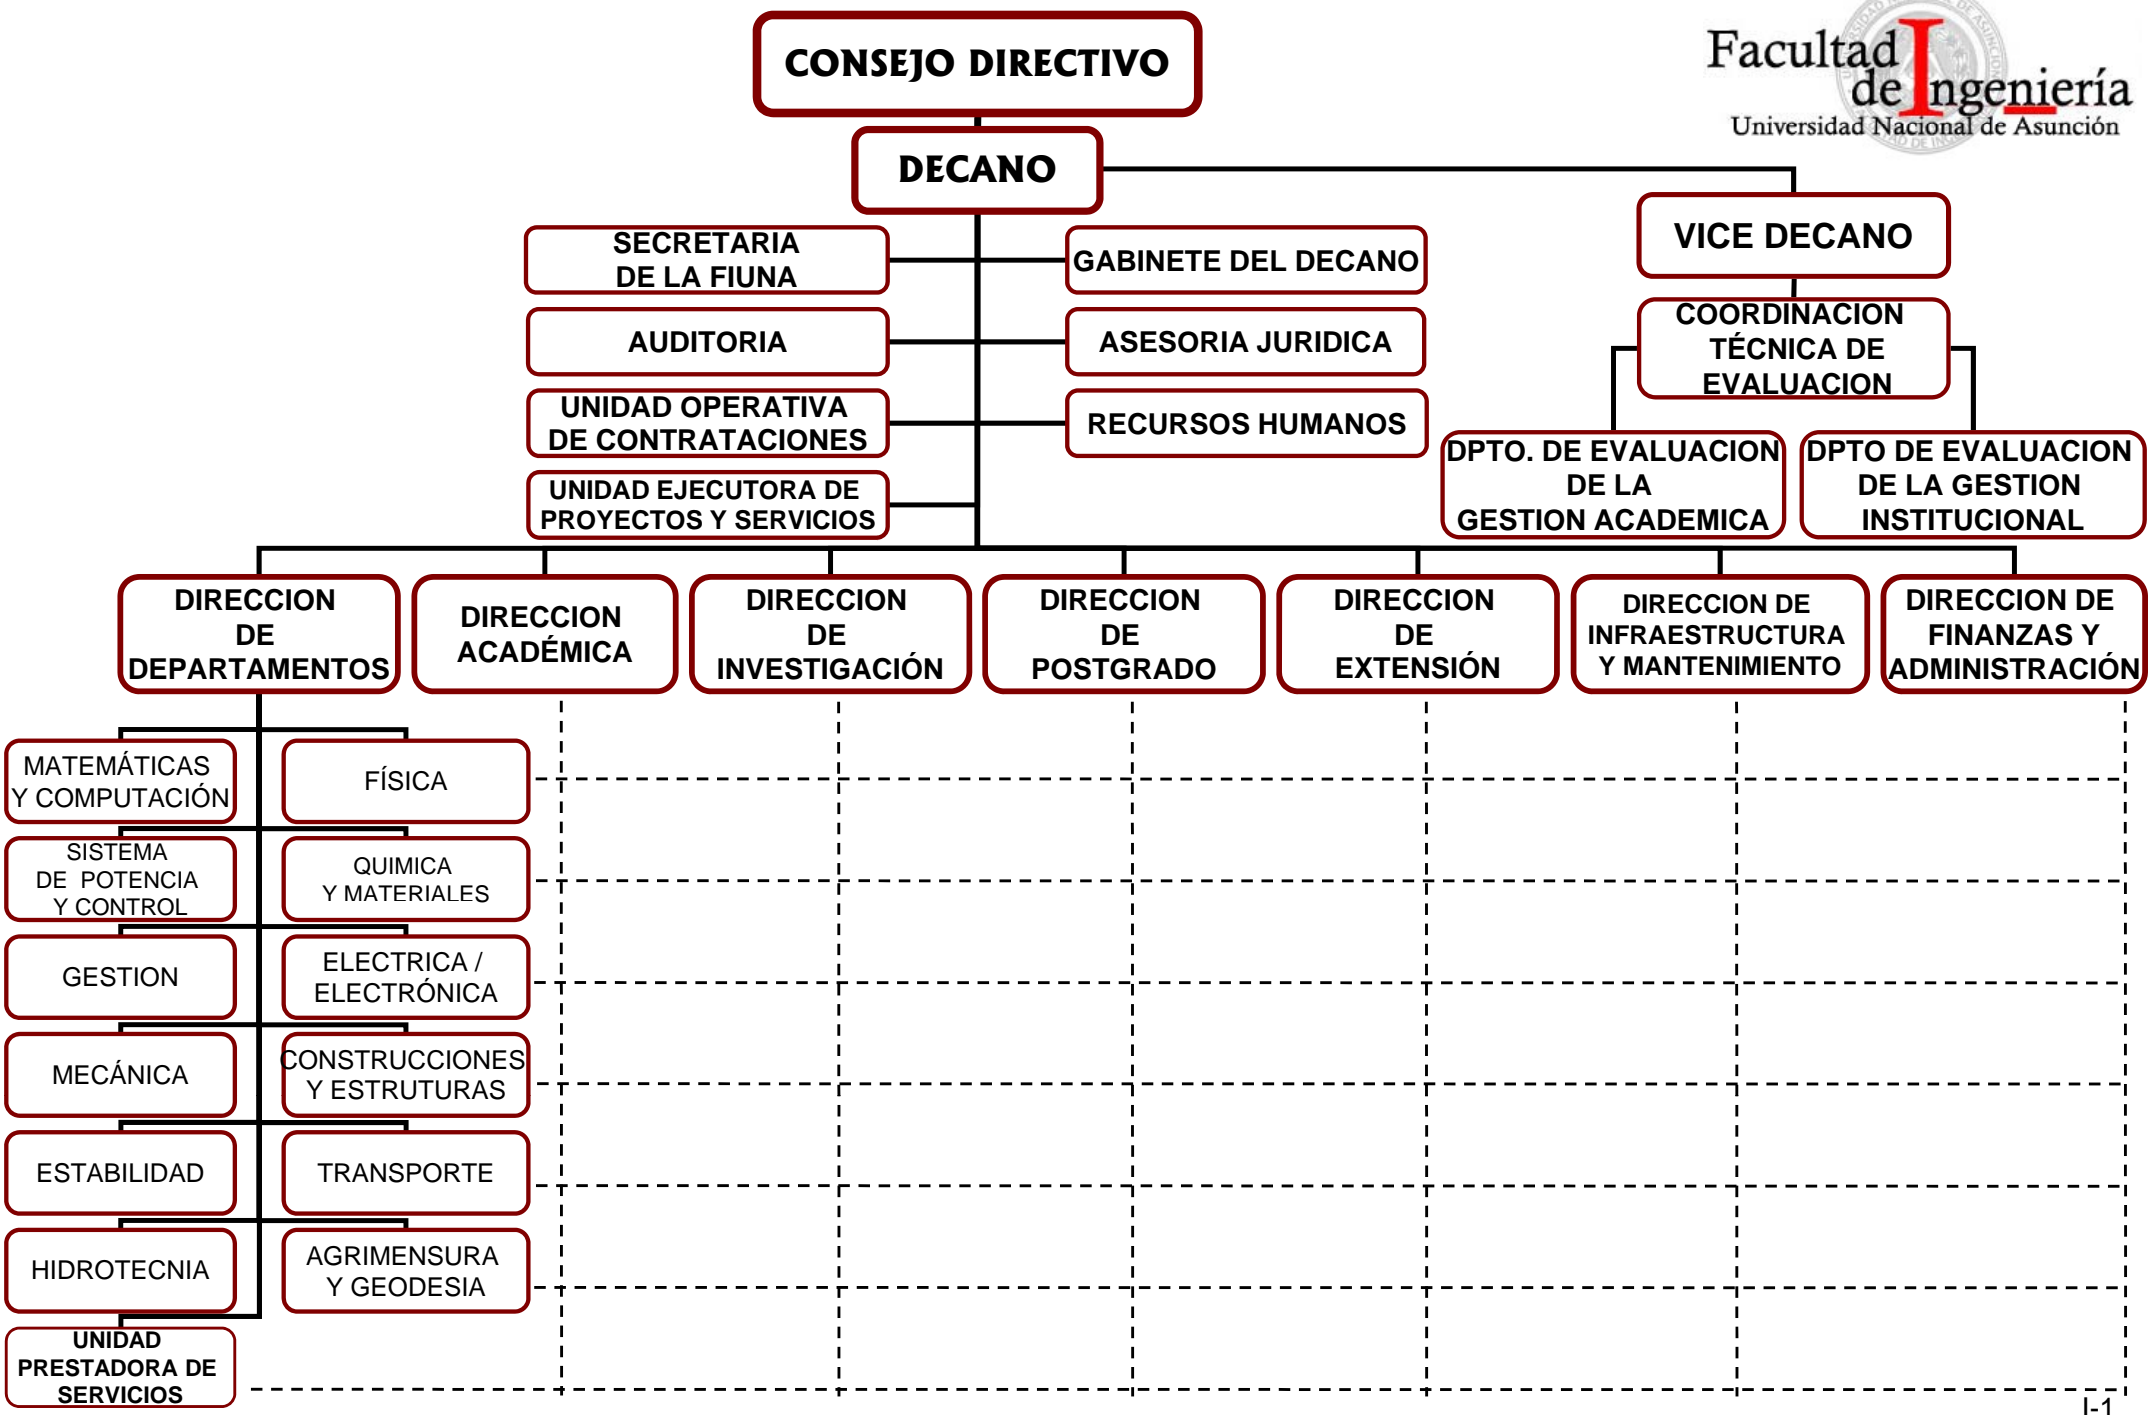 CONSEJO DIRECTIVO
Facultad
de Ingeniería
Universidad Nacional de Asunción
DECANO
VICE DECANO
SECRETARIA
DE LA FIUNA
GABINETE DEL DECANO
AUDITORIA
ASESORIA JURIDICA
COORDINACION
TÉCNICA DE
EVALUACION
UNIDAD OPERATIVA
DE CONTRATACIONES
RECURSOS HUMANOS
DPTO. DE EVALUACION
DE LA
GESTION ACADEMICA
DPTO DE EVALUACION
DE LA GESTION
INSTITUCIONAL
UNIDAD EJECUTORA DE
PROYECTOS Y SERVICIOS
DIRECCION
DE
DEPARTAMENTOS
DIRECCION
ACADÉMICA
DIRECCION
DE
INVESTIGACIÓN
DIRECCION
DE
POSTGRADO
DIRECCION
DE
EXTENSIÓN
DIRECCION DE
INFRAESTRUCTURA
Y MANTENIMIENTO
DIRECCION DE
FINANZAS Y
ADMINISTRACIÓN
MATEMÁTICAS
Y COMPUTACIÓN
FÍSICA
SISTEMA
DE POTENCIA
Y CONTROL
QUIMICA
Y MATERIALES
GESTION
ELECTRICA /
ELECTRÓNICA
MECÁNICA
CONSTRUCCIONES
Y ESTRUTURAS
ESTABILIDAD
TRANSPORTE
HIDROTECNIA
AGRIMENSURA
Y GEODESIA
UNIDAD
PRESTADORA DE
SERVICIOS
I-1